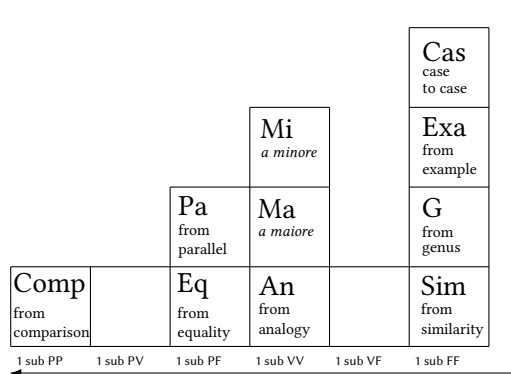 Cas
case
to case
Mi
a minore
Exa
from
example
Pa
from
parallel
Ma
a maiore
G
from
genus
Comp
from
comparison
Eq
from
equality
An
from
analogy
Sim
from
similarity
1 sub PP 1 sub PV 1 sub PF 1 sub VV 1 sub VF 1 sub FF